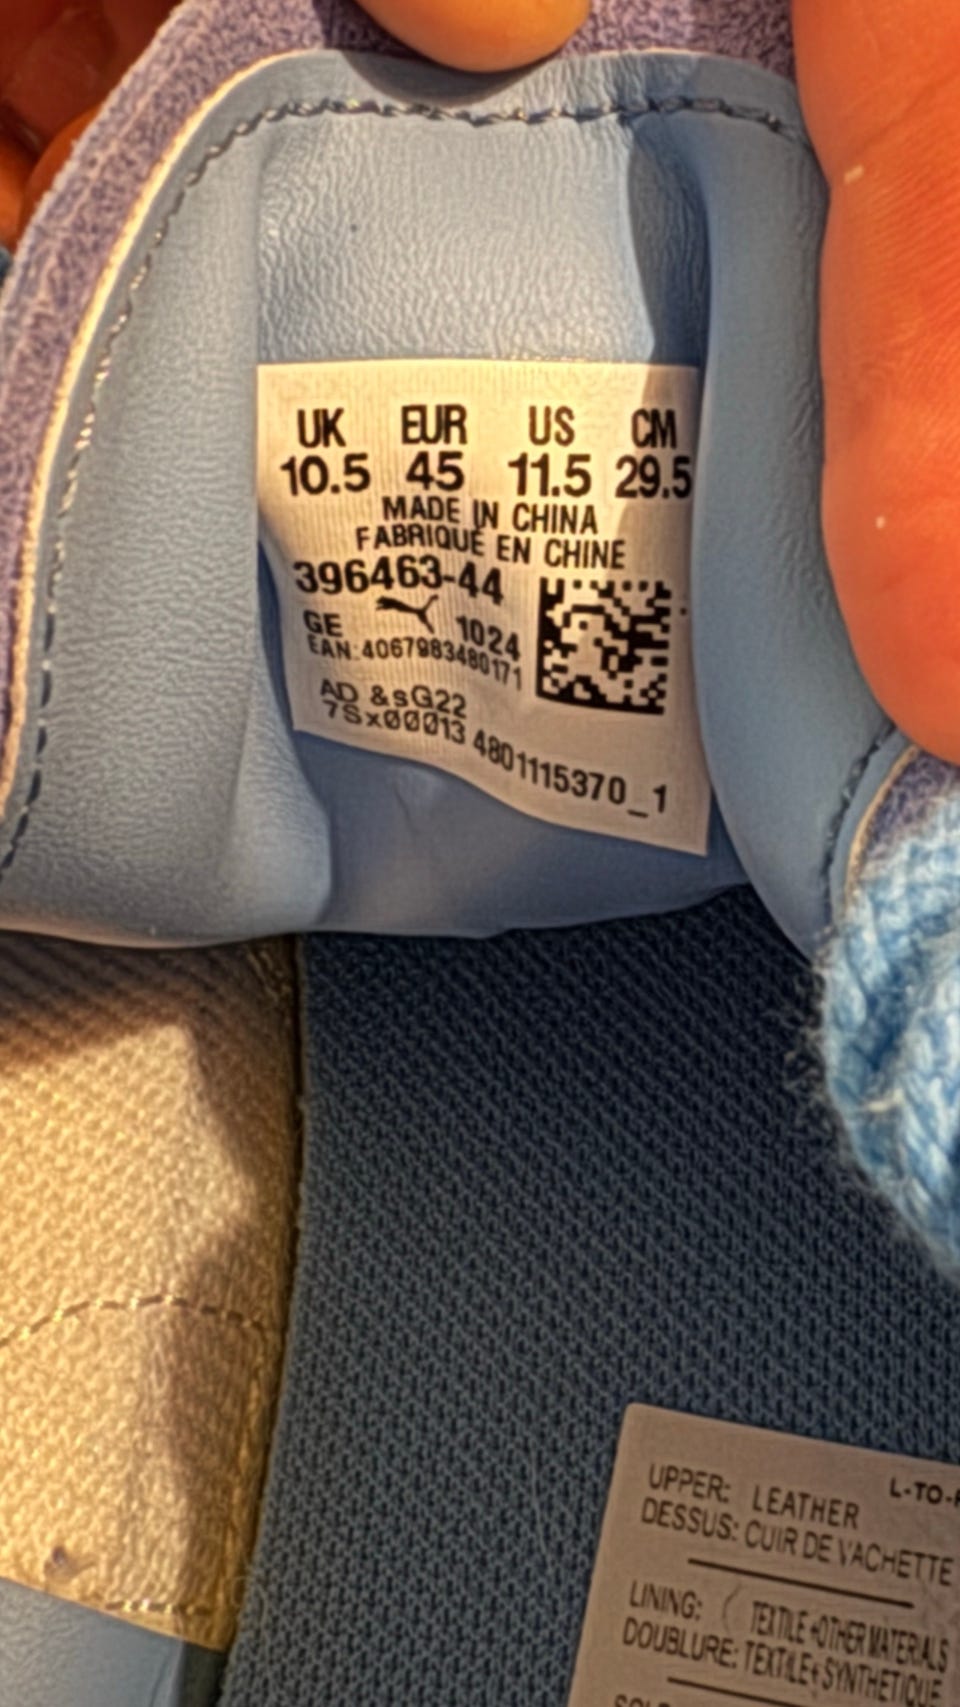 UK EUR US CM
10.5 45 11.5 29.5
MADE IN CHINA
FABRIQUÉ EN CHINE
396463-44
GE 1024
EAN:4067983480171
AD &sG22
7Sx00013 4801115370_1
L-TO-
UPPER: LEATHER
DESSUS: CUIR DE VACHETTE
LINING: TEXTILE+OTHER MATERIALS
DOUBLURE: TEXTILE+SYNTHETIQUE